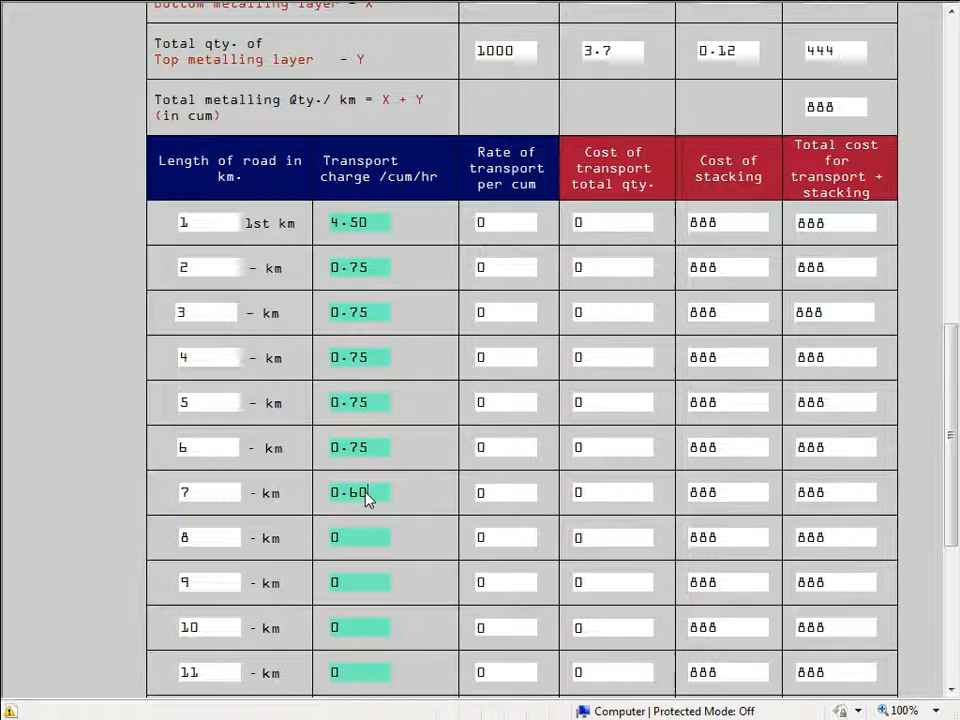 bottom metalling layer - X
Total qty. of
Top metalling layer - Y
1000
3.7
0.12
444
Total metalling Qty./ km = X + Y
(in cum)
888
Length of road in
km.
Transport
charge /cum/hr
Rate of
transport
per cum
Cost of
transport
total qty.
Cost of
stacking
Total cost
for
transport +
stacking
1 1st km 4.50 0 0 888 888
2 - km 0.75 0 0 888 888
3 - km 0.75 0 0 888 888
4 - km 0.75 0 0 888 888
5 - km 0.75 0 0 888 888
6 - km 0.75 0 0 888 888
7 - km 0.60 0 0 888 888
8 - km 0 0 0 888 888
9 - km 0 0 0 888 888
10 - km 0 0 0 888 888
11 - km 0 0 0 888 888
Computer | Protected Mode: Off
100%